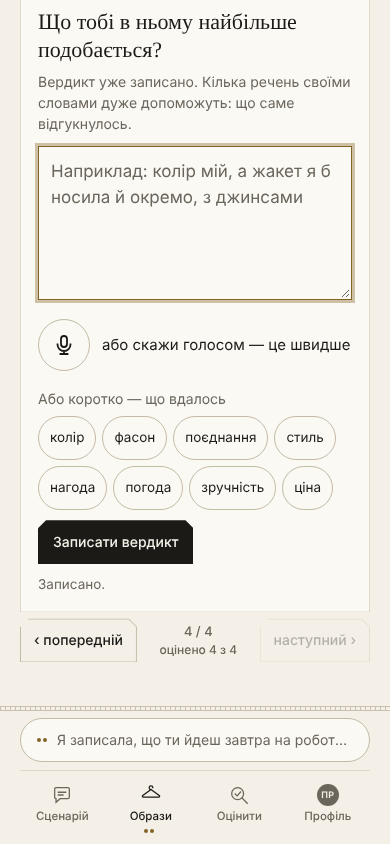 Що тобі в ньому найбільше
подобається?
Вердикт уже записано. Кілька речень своїми
словами дуже допоможуть: що саме
відгукнулось.
Наприклад: колір мій, а жакет я б
носила й окремо, з джинсами
або скажи голосом — це швидше
Або коротко — що вдалось
колір фасон поєднання стиль
нагода погода зручність ціна
Записати вердикт
Записано.
‹ попередній 4 / 4 наступний ›
оцінено 4 з 4
Я записала, що ти йдеш завтра на робот...
ПР
Сценарій Образи Оцінити Профіль